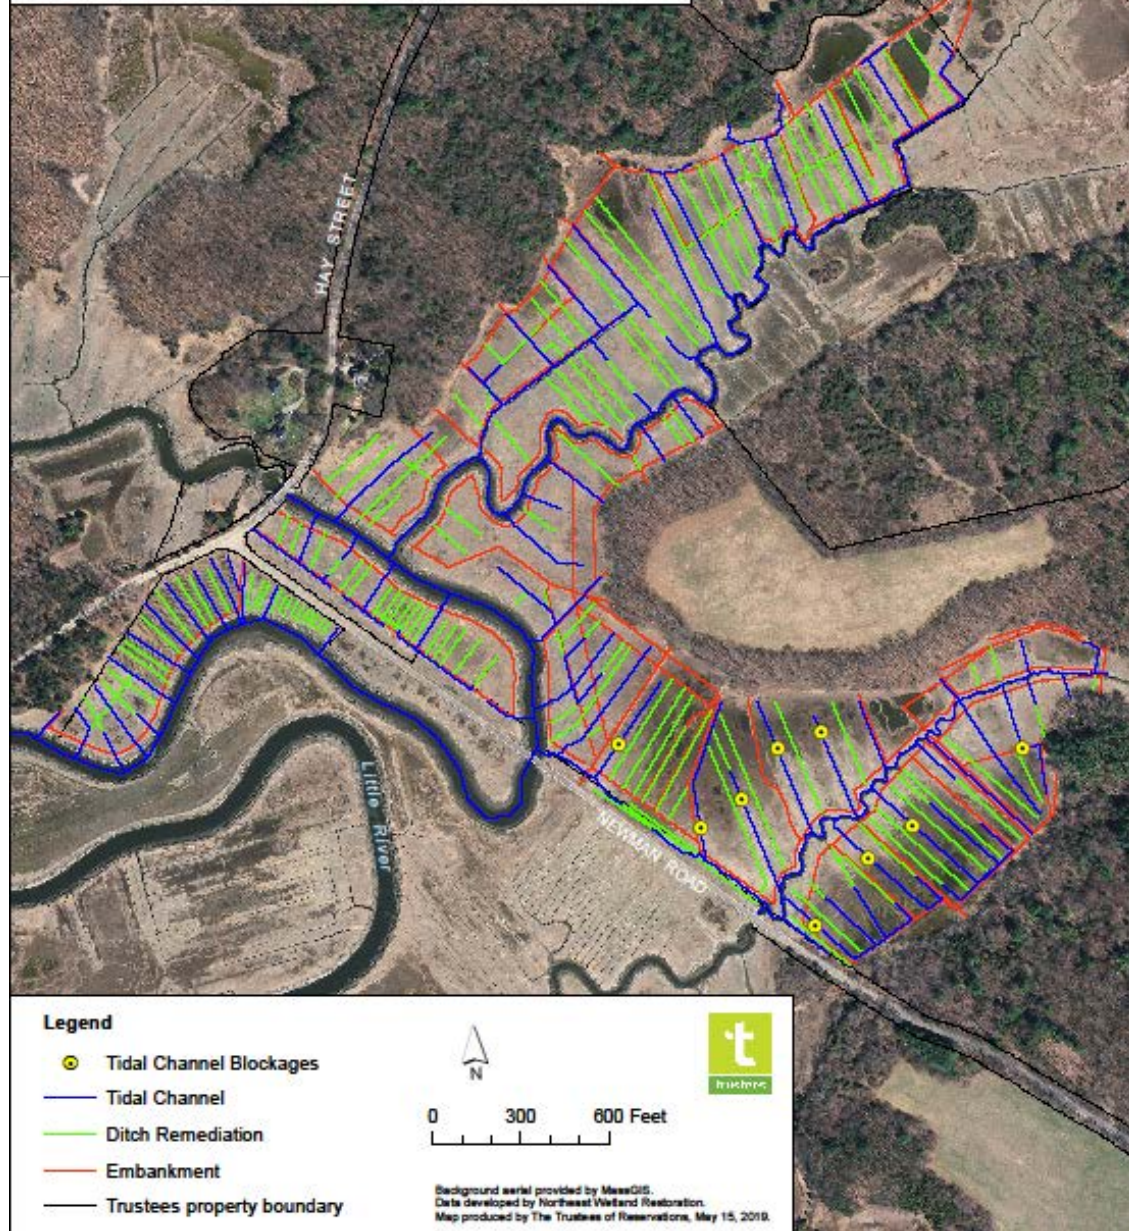 HAY STREET
Little River
NEWMAN ROAD
Legend
Tidal Channel Blockages
Tidal Channel
Ditch Remediation
Embankment
Trustees property boundary
N
0 300 600 Feet
t
trustees
Background aerial provided by MassGIS.
Data developed by Northeast Wetland Restoration.
Map produced by The Trustees of Reservations, May 15, 2019.